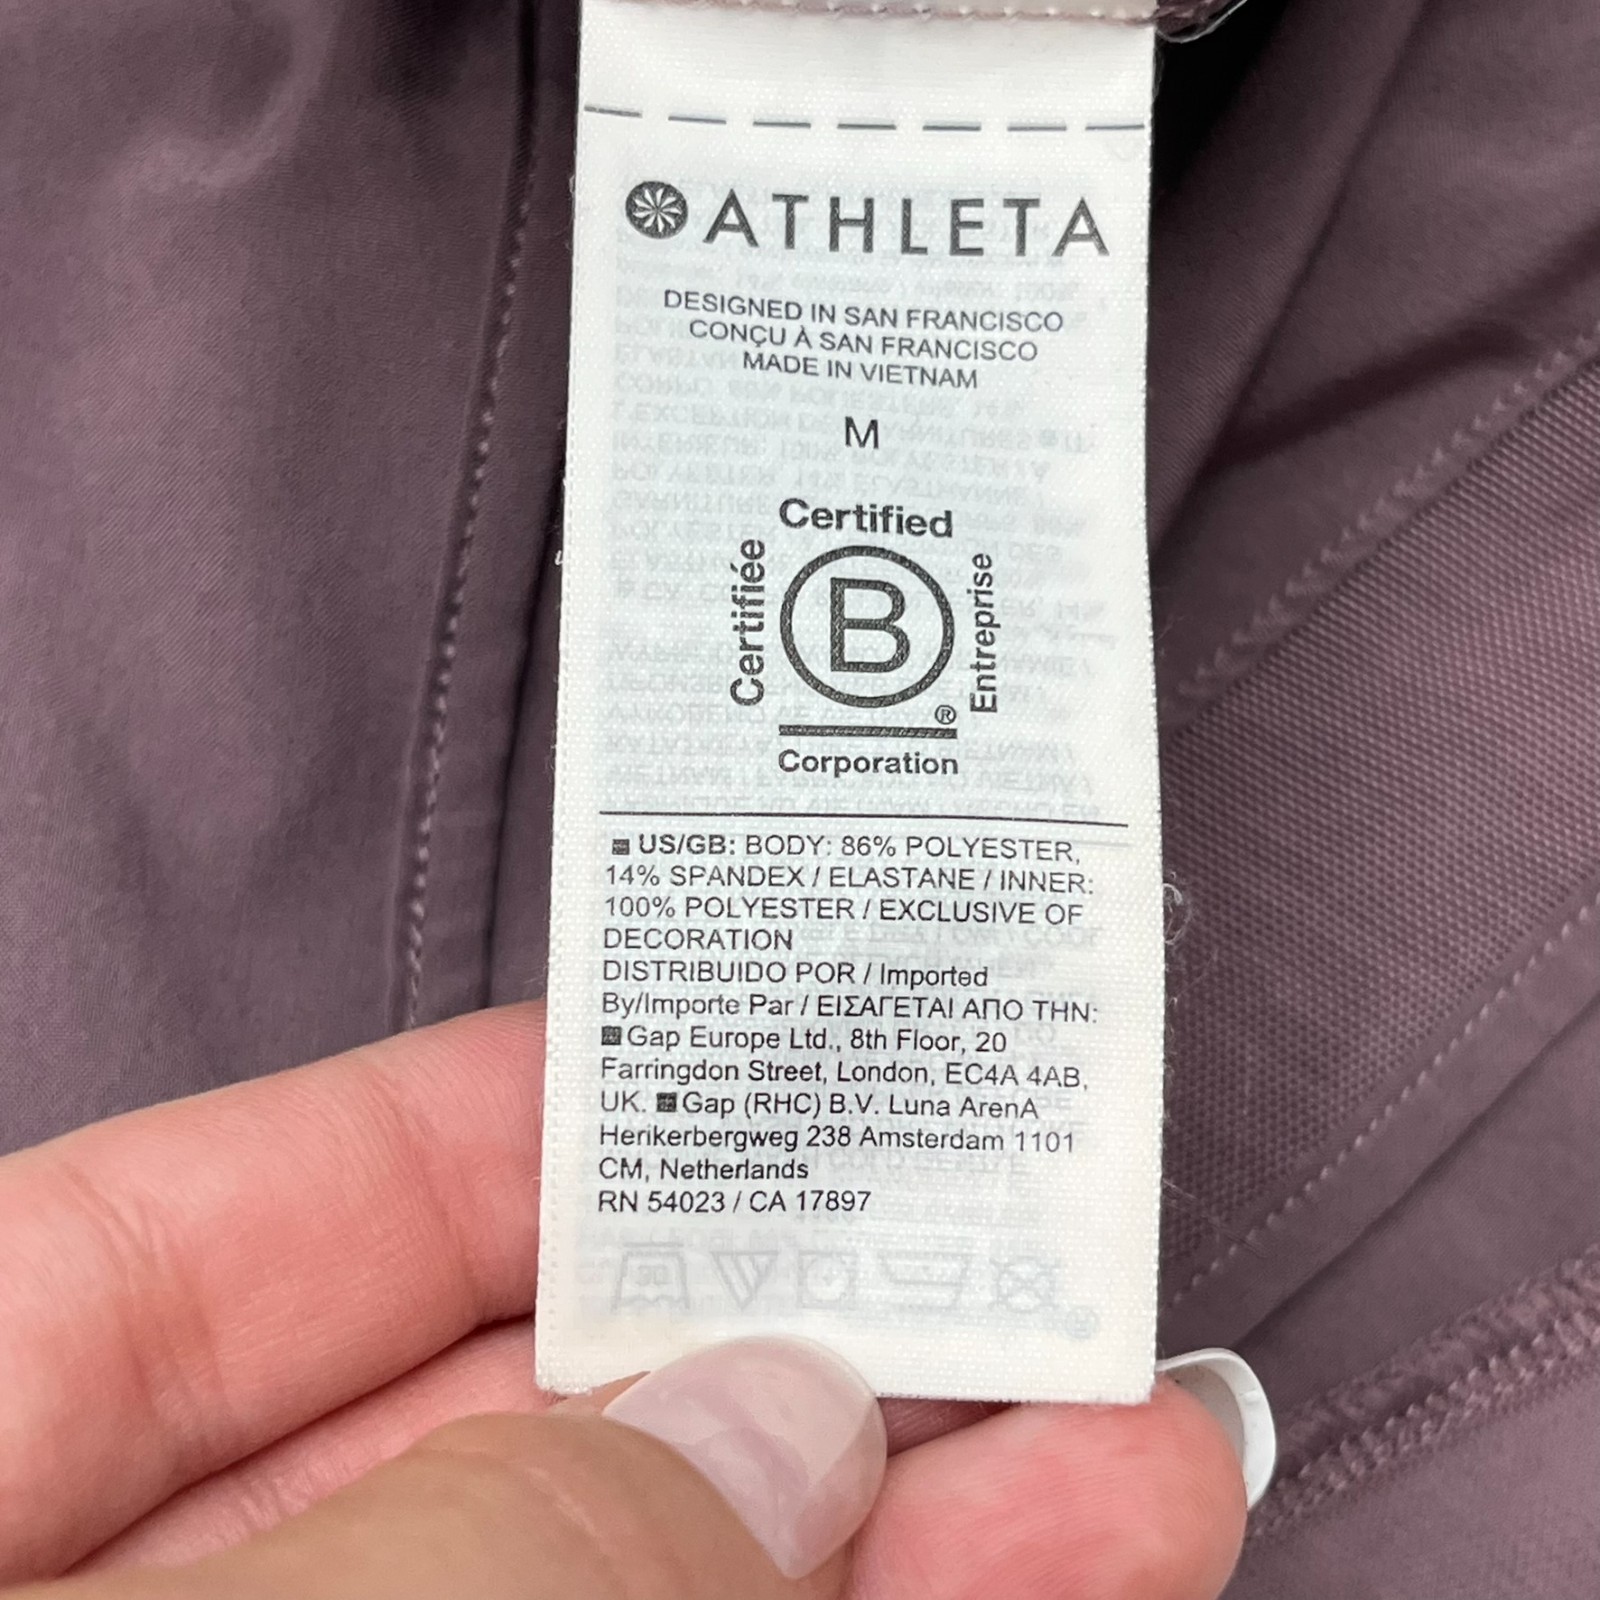 ATHLETA
DESIGNED IN SAN FRANCISCO
CONÇU À SAN FRANCISCO
MADE IN VIETNAM
M
Certified
Certifiée
B
®
Entreprise
Corporation
US/GB: BODY: 86% POLYESTER,
14% SPANDEX / ELASTANE / INNER:
100% POLYESTER / EXCLUSIVE OF
DECORATION
DISTRIBUIDO POR / Imported
By/Importe Par / ΕΙΣΑΓΕΤΑΙ ΑΠΟ ΤΗΝ:
Gap Europe Ltd., 8th Floor, 20
Farringdon Street, London, EC4A 4AB,
UK. Gap (RHC) B.V. Luna ArenA
Herikerbergweg 238 Amsterdam 1101
CM, Netherlands
RN 54023 / CA 17897